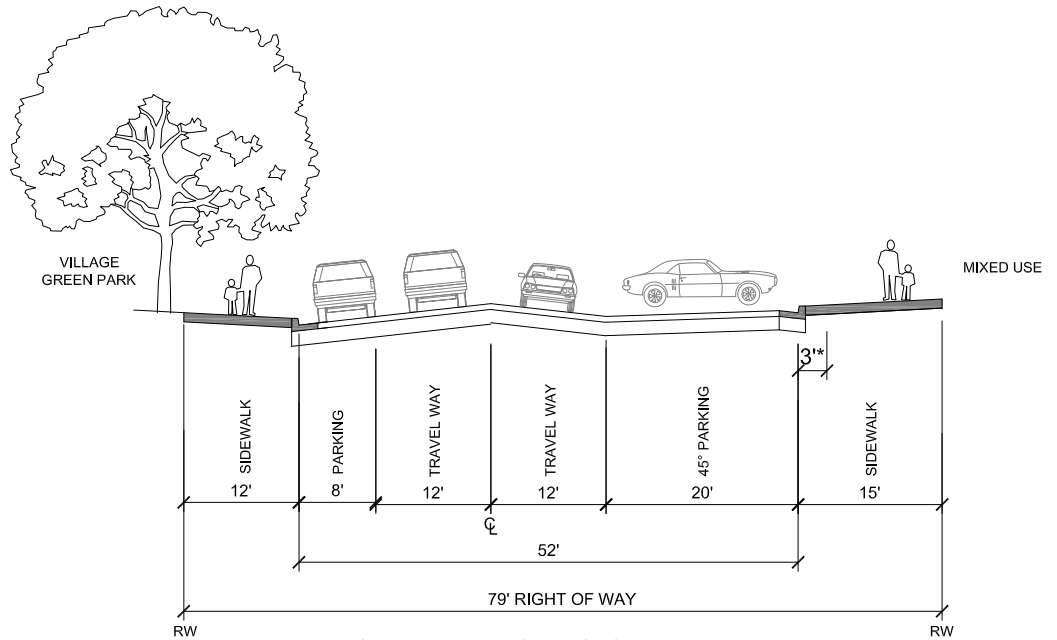 VILLAGE
GREEN PARK
MIXED USE
3'*
SIDEWALK
PARKING
TRAVEL WAY
TRAVEL WAY
45° PARKING
SIDEWALK
12'
8'
12'
12'
20'
15'
℄
52'
79' RIGHT OF WAY
RW
RW